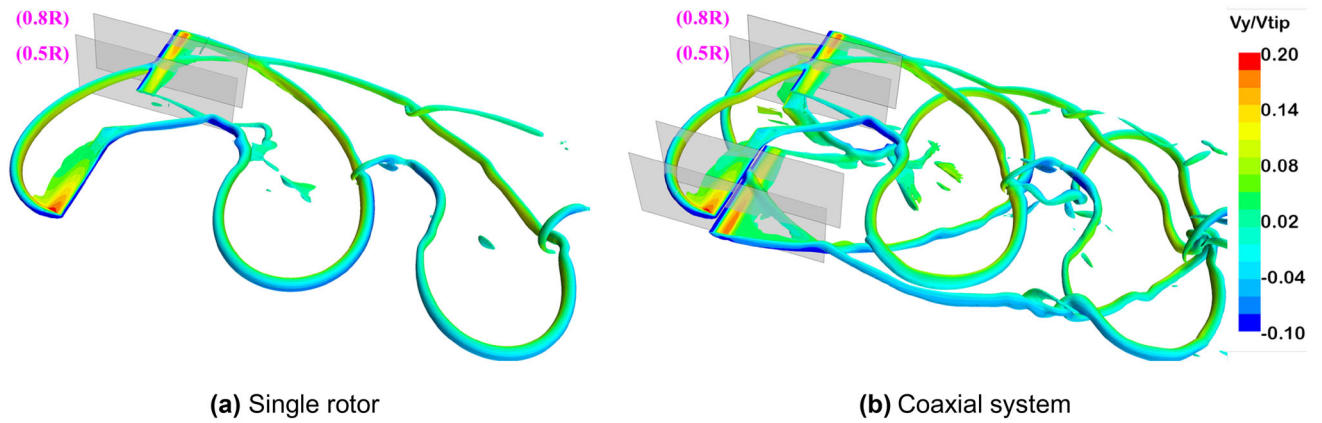 (0.8R)
(0.5R)
(0.8R)
(0.5R)
Vy/Vtip
0.20
0.14
0.08
0.02
-0.04
-0.10
(a) Single rotor
(b) Coaxial system